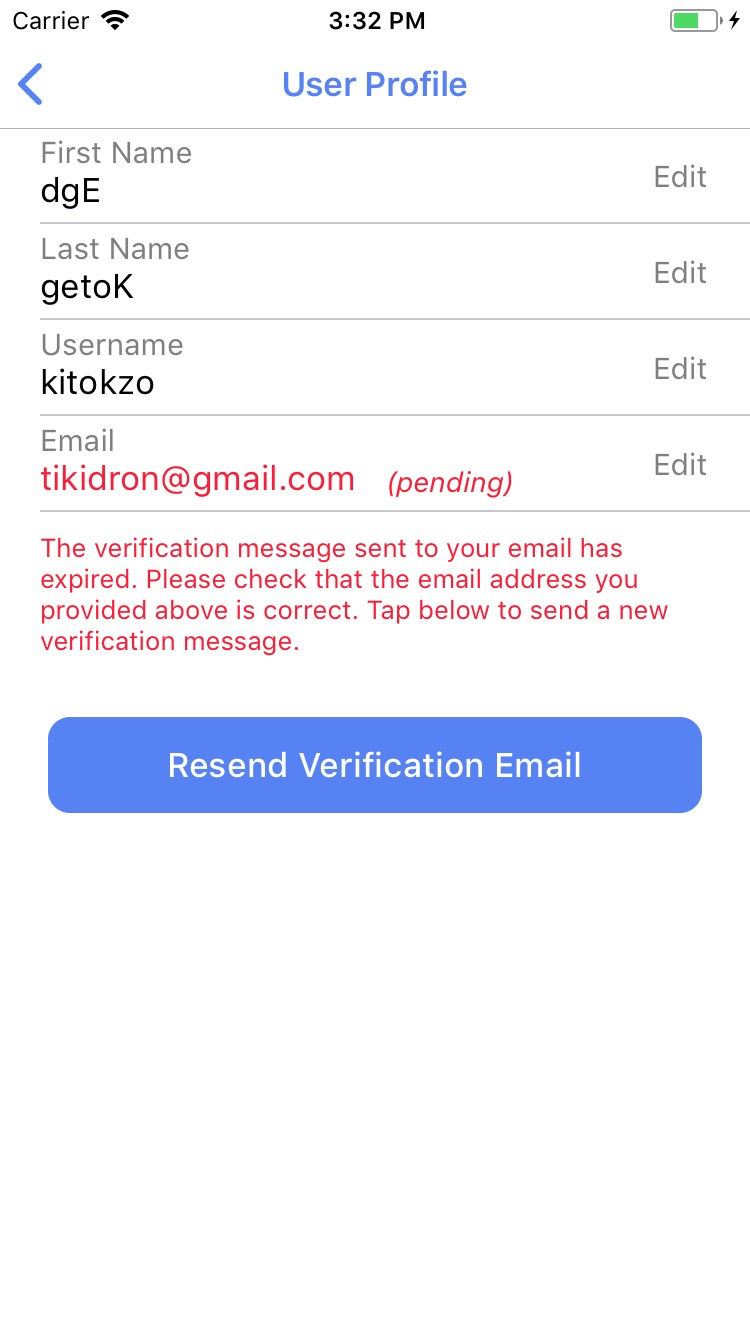 Carrier 3:32 PM
User Profile
First Name
dgE
Edit
Last Name
getoK
Edit
Username
kitokzo
Edit
Email
tikidron@gmail.com (pending)
Edit
The verification message sent to your email has
expired. Please check that the email address you
provided above is correct. Tap below to send a new
verification message.
Resend Verification Email